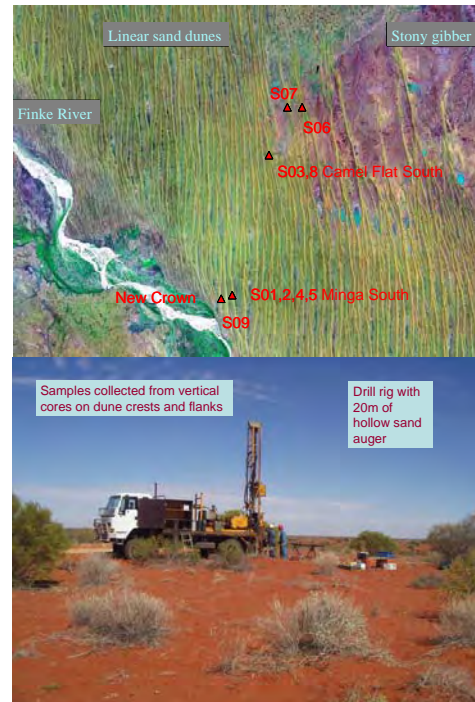 Linear sand dunes
Stony gibber
Finke River
S07
S06
S03,8 Camel Flat South
New Crown
S01,2,4,5 Minga South
S09
Samples collected from vertical
cores on dune crests and flanks
Drill rig with
20m of
hollow sand
auger